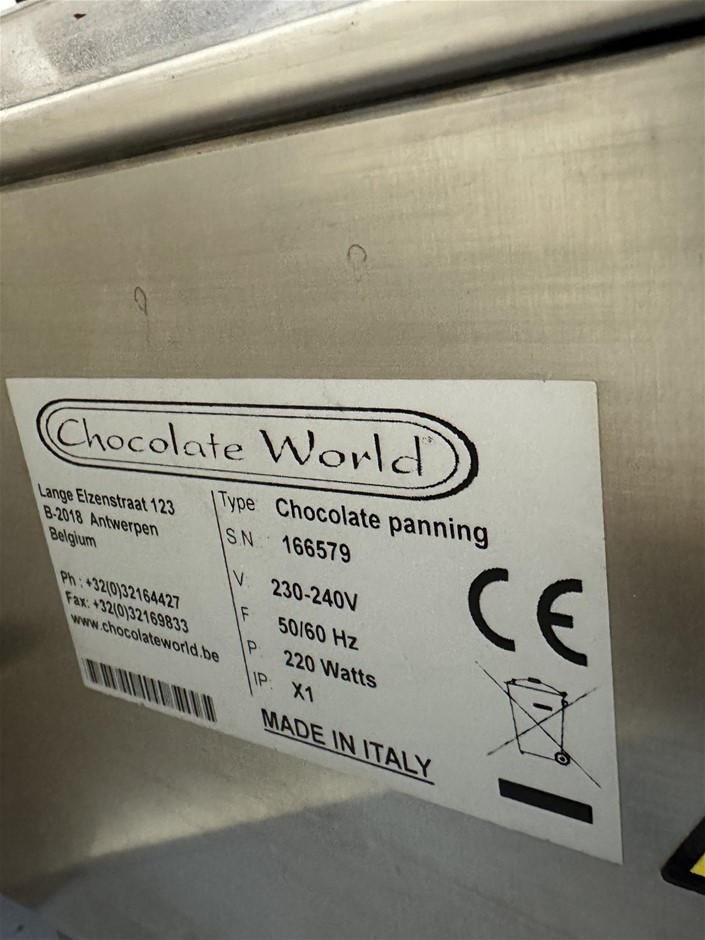 Chocolate World
Lange Elzenstraat 123
B-2018 Antwerpen
Belgium
Ph : +32(0)32164427
Fax: +32(0)32169833
www.chocolateworld.be
Type Chocolate panning
S.N. 166579
V. 230-240V
F 50/60 Hz
P. 220 Watts
IP X1
MADE IN ITALY
CE